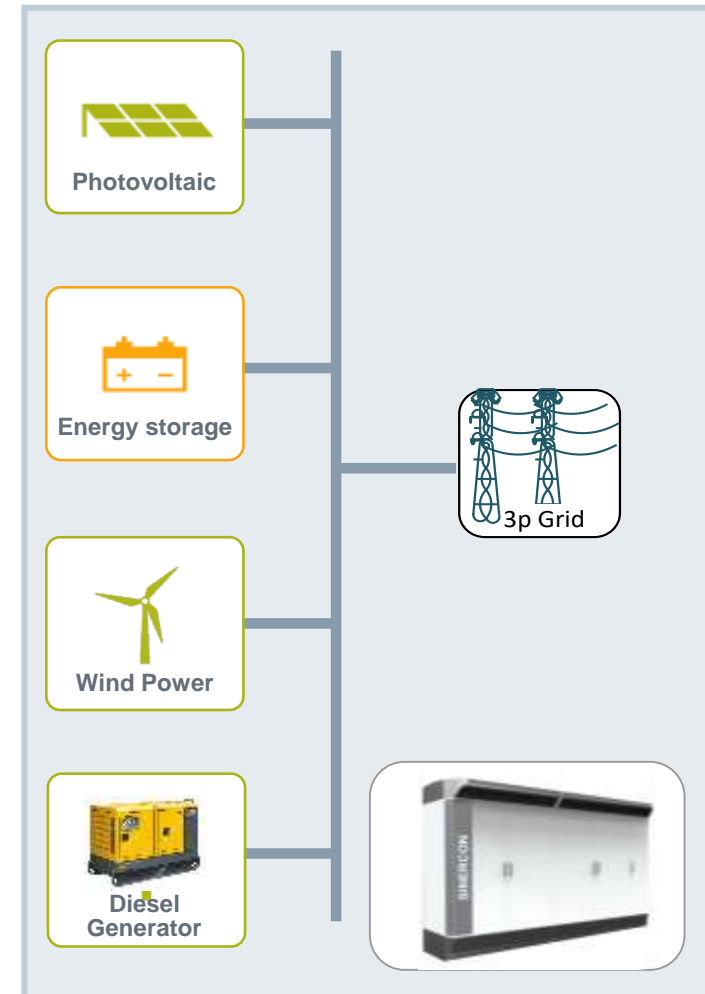 Photovoltaic
Energy storage
3p Grid
Wind Power
Diesel
Generator